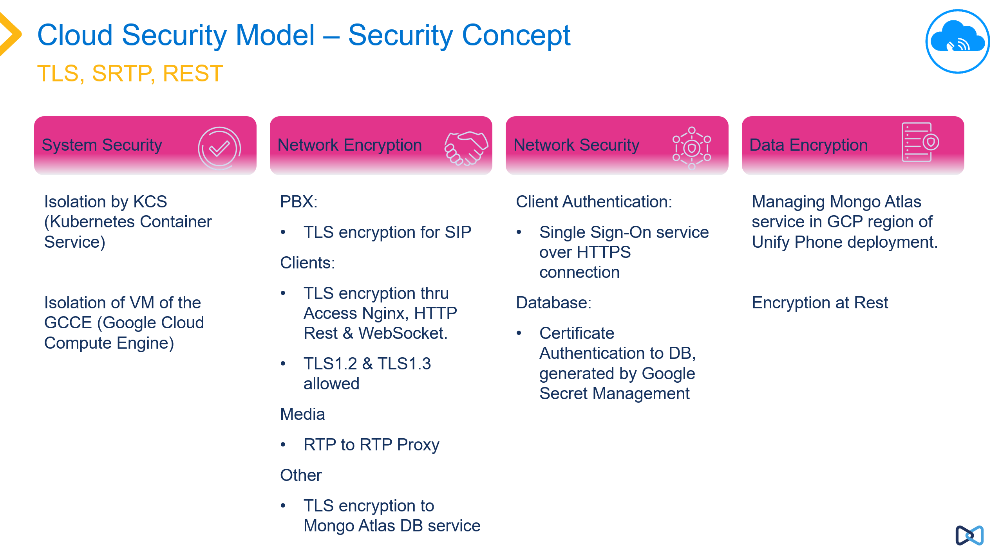 Cloud Security Model – Security Concept
TLS, SRTP, REST
System Security
Isolation by KCS
(Kubernetes Container
Service)
Isolation of VM of the
GCCE (Google Cloud
Compute Engine)
Network Encryption
PBX:
• TLS encryption for SIP
Clients:
• TLS encryption thru
Access Nginx, HTTP
Rest & WebSocket.
• TLS1.2 & TLS1.3
allowed
Media
• RTP to RTP Proxy
Other
• TLS encryption to
Mongo Atlas DB service
Network Security
Client Authentication:
• Single Sign-On service
over HTTPS
connection
Database:
• Certificate
Authentication to DB,
generated by Google
Secret Management
Data Encryption
Managing Mongo Atlas
service in GCP region of
Unify Phone deployment.
Encryption at Rest